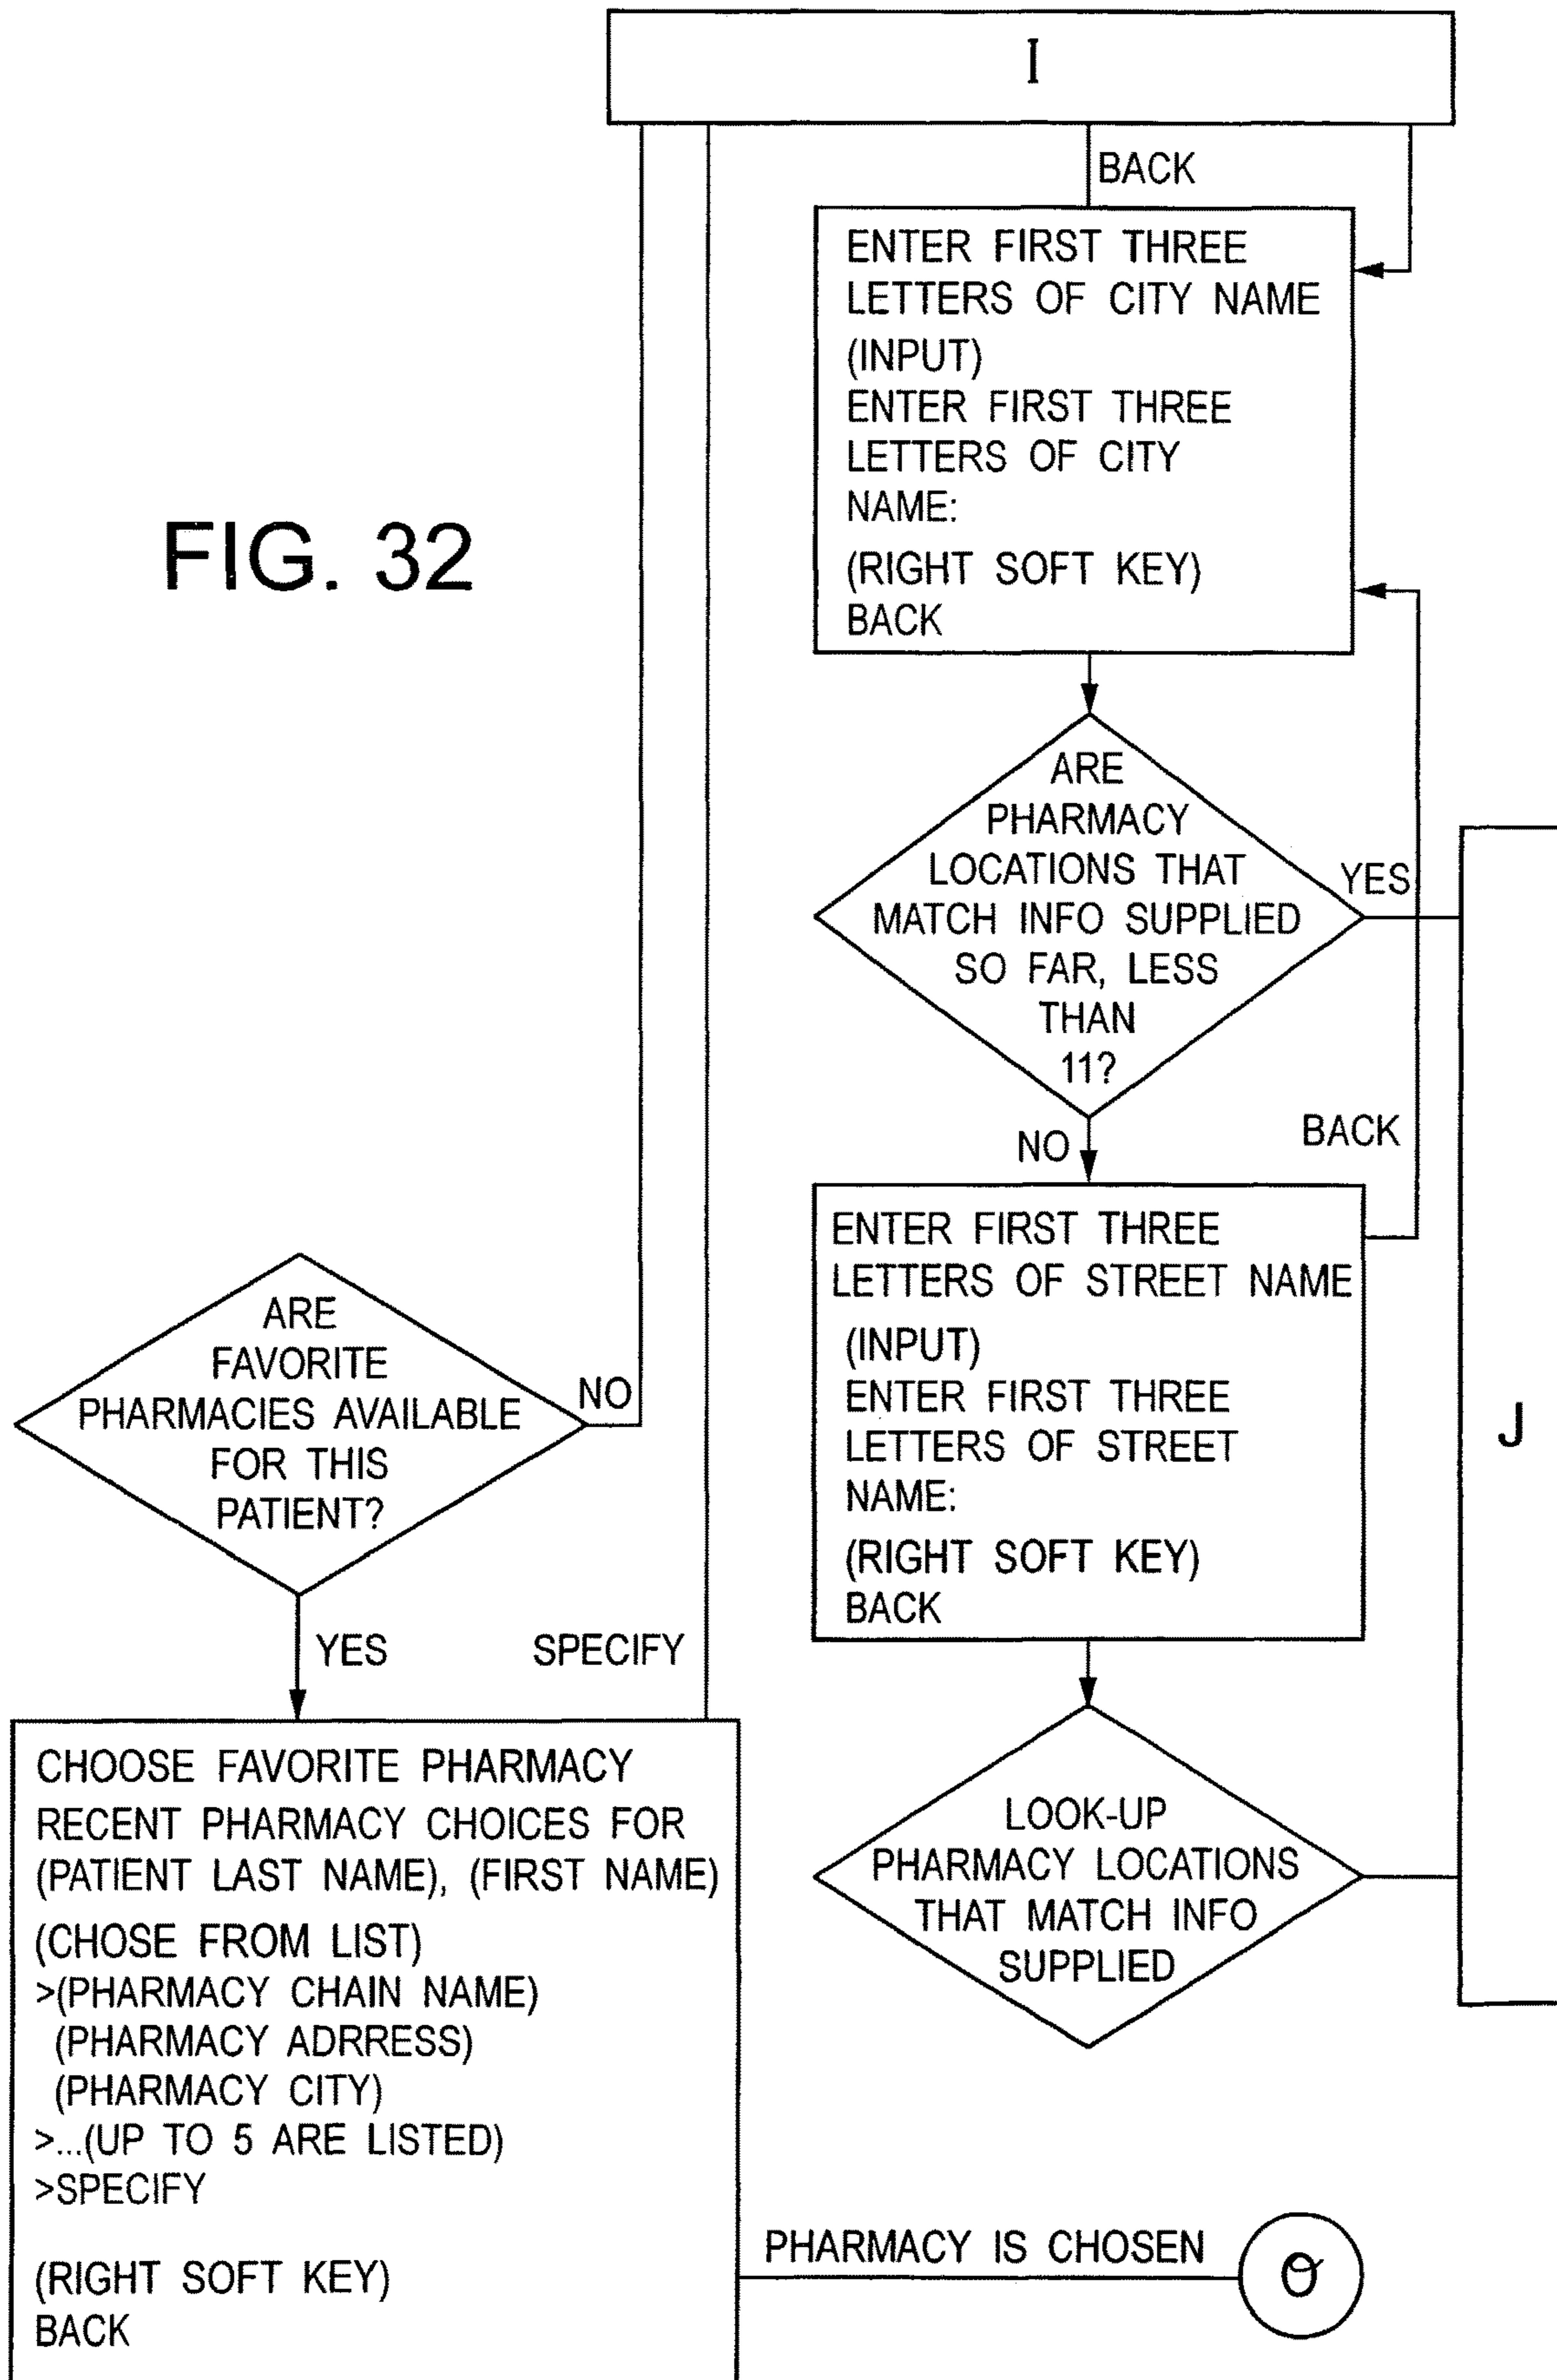 I
BACK
ENTER FIRST THREE
LETTERS OF CITY NAME
(INPUT)
ENTER FIRST THREE
LETTERS OF CITY
NAME:
(RIGHT SOFT KEY)
BACK
FIG. 32
ARE
PHARMACY
LOCATIONS THAT
MATCH INFO SUPPLIED
SO FAR, LESS
THAN
11?
YES
NO
BACK
ENTER FIRST THREE
LETTERS OF STREET NAME
(INPUT)
ENTER FIRST THREE
LETTERS OF STREET
NAME:
(RIGHT SOFT KEY)
BACK
J
ARE
FAVORITE
PHARMACIES AVAILABLE
FOR THIS
PATIENT?
NO
YES
SPECIFY
LOOK-UP
PHARMACY LOCATIONS
THAT MATCH INFO
SUPPLIED
CHOOSE FAVORITE PHARMACY
RECENT PHARMACY CHOICES FOR
(PATIENT LAST NAME), (FIRST NAME)
(CHOSE FROM LIST)
>(PHARMACY CHAIN NAME)
(PHARMACY ADRRESS)
(PHARMACY CITY)
>...(UP TO 5 ARE LISTED)
>SPECIFY
(RIGHT SOFT KEY)
BACK
PHARMACY IS CHOSEN
O